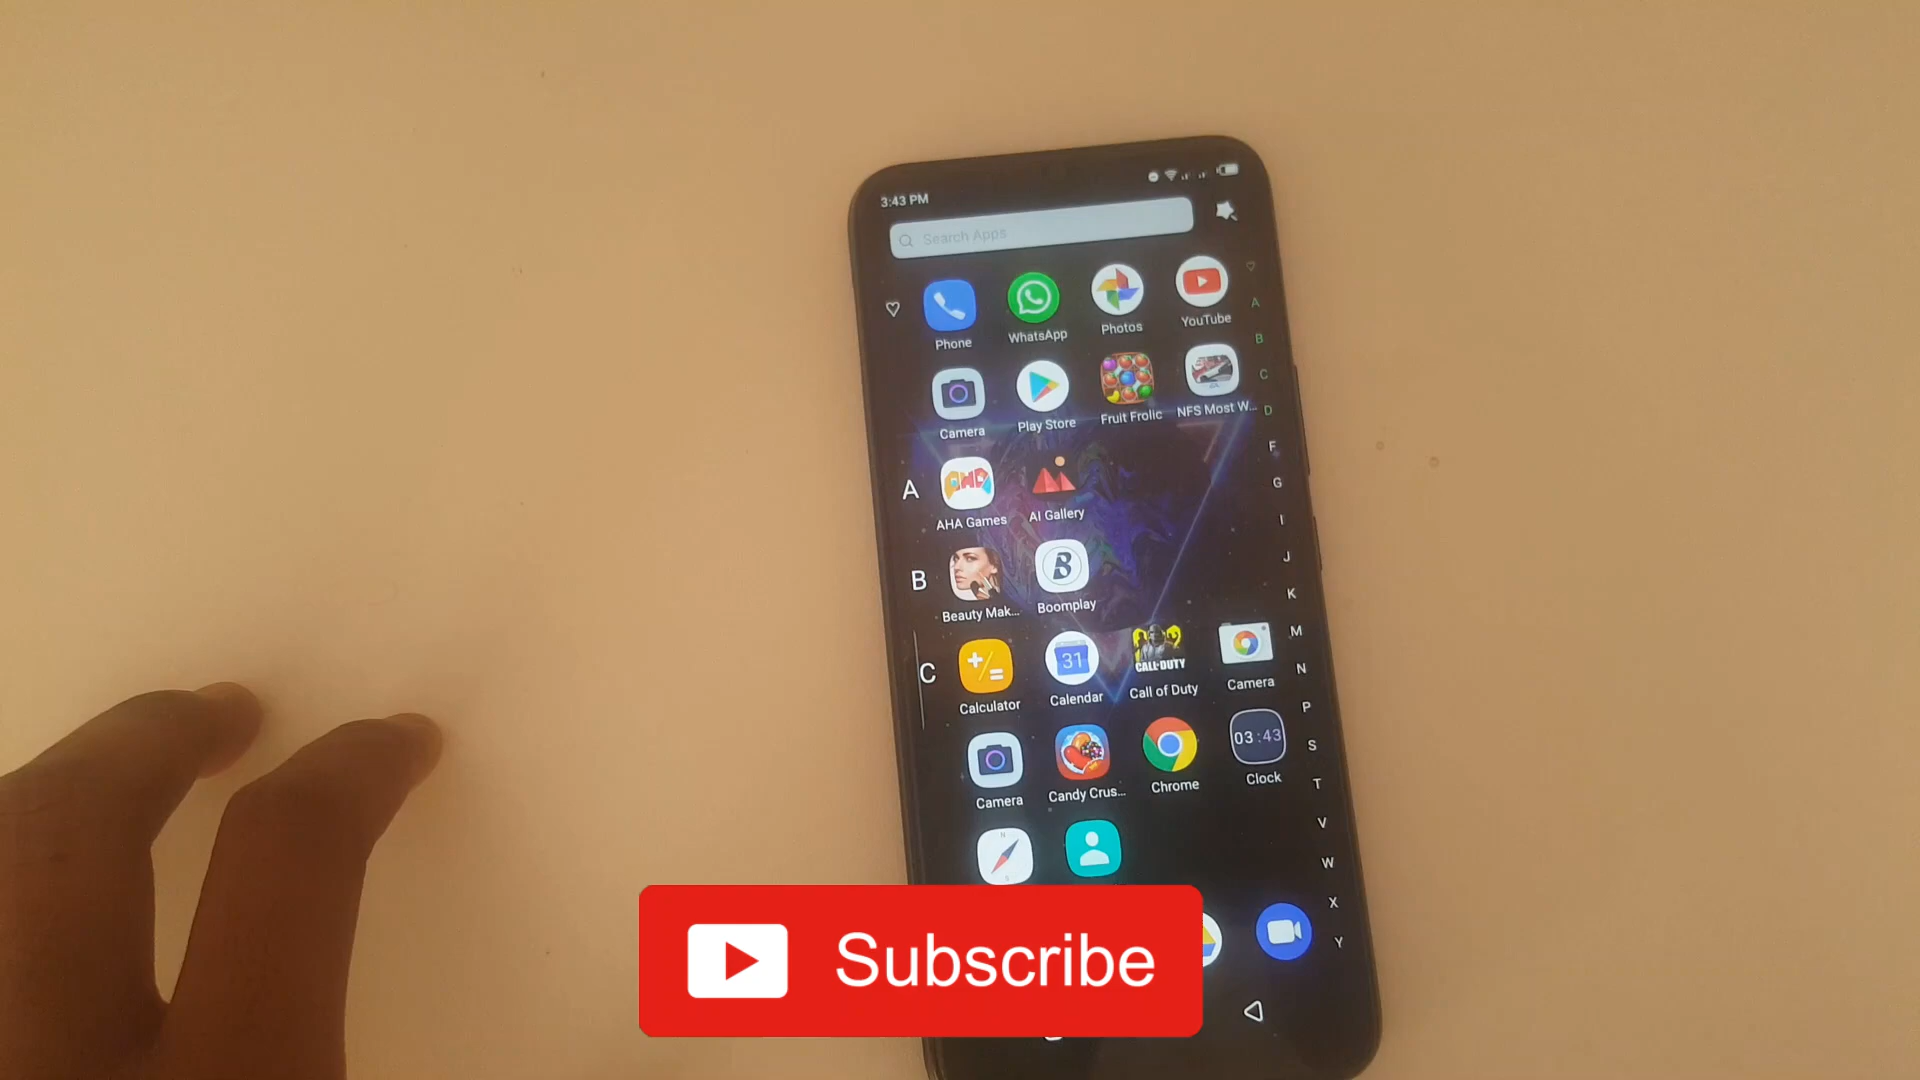 3:43 PM
Search Apps
Phone
WhatsApp
Photos
YouTube
Camera
Play Store
Fruit Frolic
NFS Most W...
A
AHA
AHA Games
AI Gallery
B
Beauty Mak...
B
Boomplay
C
Calculator
31
Calendar
CALL OF DUTY
Call of Duty
Camera
Camera
Candy Crus...
Chrome
03:43
Clock
N
S
A
B
C
D
F
G
I
J
K
M
N
P
S
T
V
W
X
Y
Subscribe